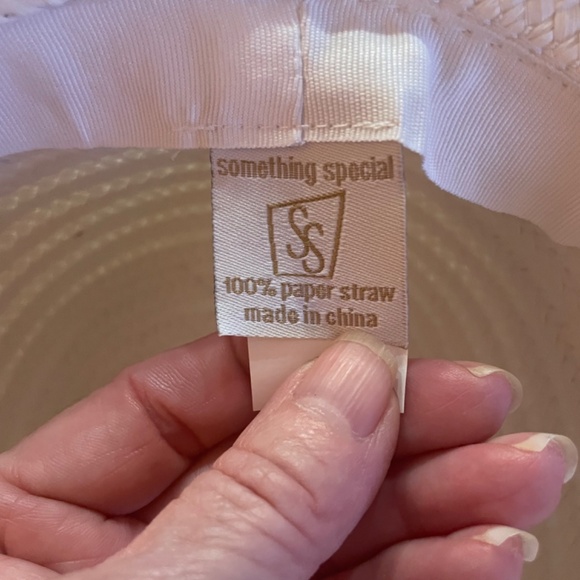 something special
SS
100% paper straw
made in china